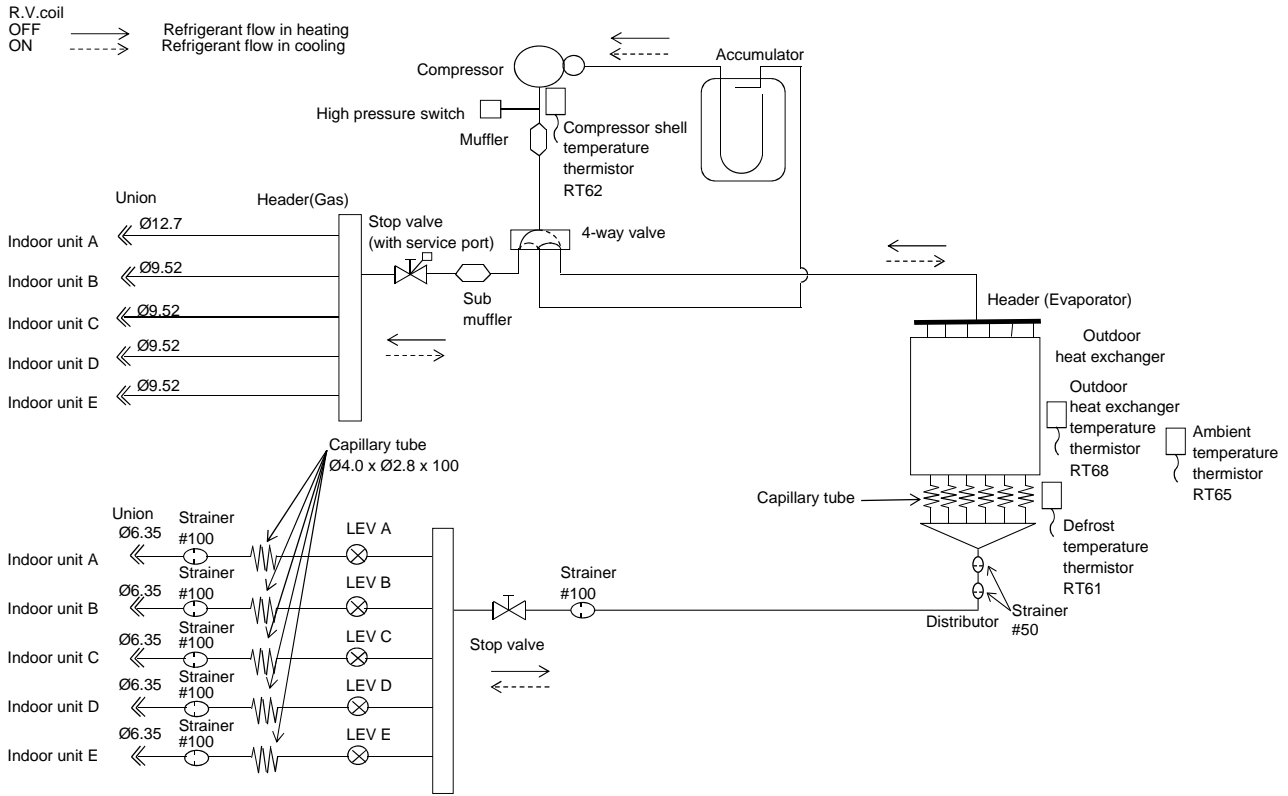 R.V.coil
OFF Refrigerant flow in heating
ON Refrigerant flow in cooling
Compressor
Accumulator
High pressure switch
Muffler
Compressor shell
temperature
thermistor
RT62
Union
Header(Gas)
Stop valve
(with service port)
4-way valve
Sub
muffler
Indoor unit A
Ø12.7
Indoor unit B
Ø9.52
Indoor unit C
Ø9.52
Indoor unit D
Ø9.52
Indoor unit E
Ø9.52
Header (Evaporator)
Outdoor
heat exchanger
Outdoor
heat exchanger
temperature
thermistor
RT68
Ambient
temperature
thermistor
RT65
Capillary tube
Defrost
temperature
thermistor
RT61
Capillary tube
Ø4.0 x Ø2.8 x 100
Union
Indoor unit A
Ø6.35
Strainer
#100
LEV A
Indoor unit B
Ø6.35
Strainer
#100
LEV B
Indoor unit C
Ø6.35
Strainer
#100
LEV C
Indoor unit D
Ø6.35
Strainer
#100
LEV D
Indoor unit E
Ø6.35
Strainer
#100
LEV E
Stop valve
Strainer
#100
Distributor
Strainer
#50